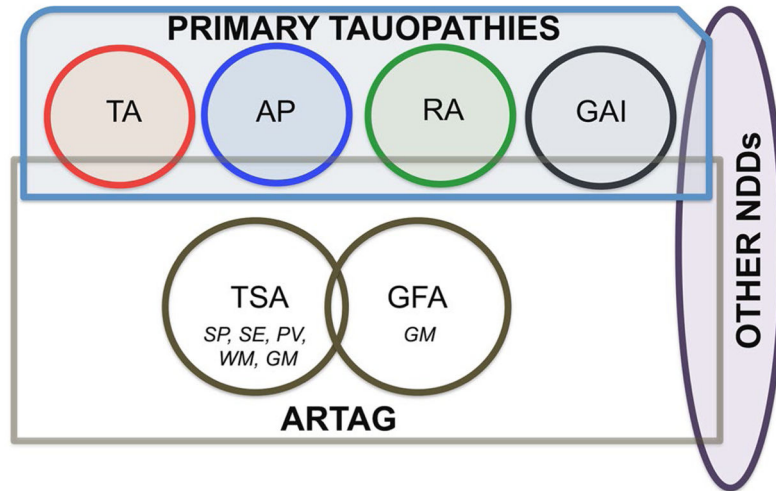 PRIMARY TAUOPATHIES
TA
AP
RA
GAI
OTHER NDDs
TSA
SP, SE, PV,
WM, GM
GFA
GM
ARTAG